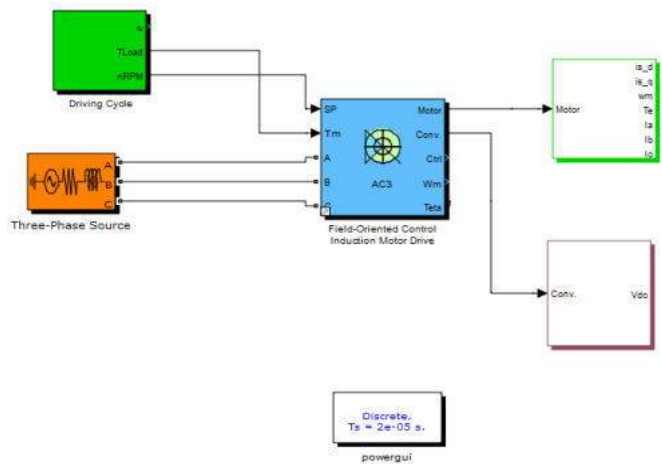 w
TLoad
nRPM
Driving Cycle
A
B
C
Three-Phase Source
SP
Tm
A
B
C
Motor
Conv.
Ctrl
Wm
Teta
AC3
Field-Oriented Control
Induction Motor Drive
Motor
is_d
is_q
wm
Te
Ia
Ib
Ic
Conv.
Vdc
Discrete,
Ts = 2e-05 s.
powergui